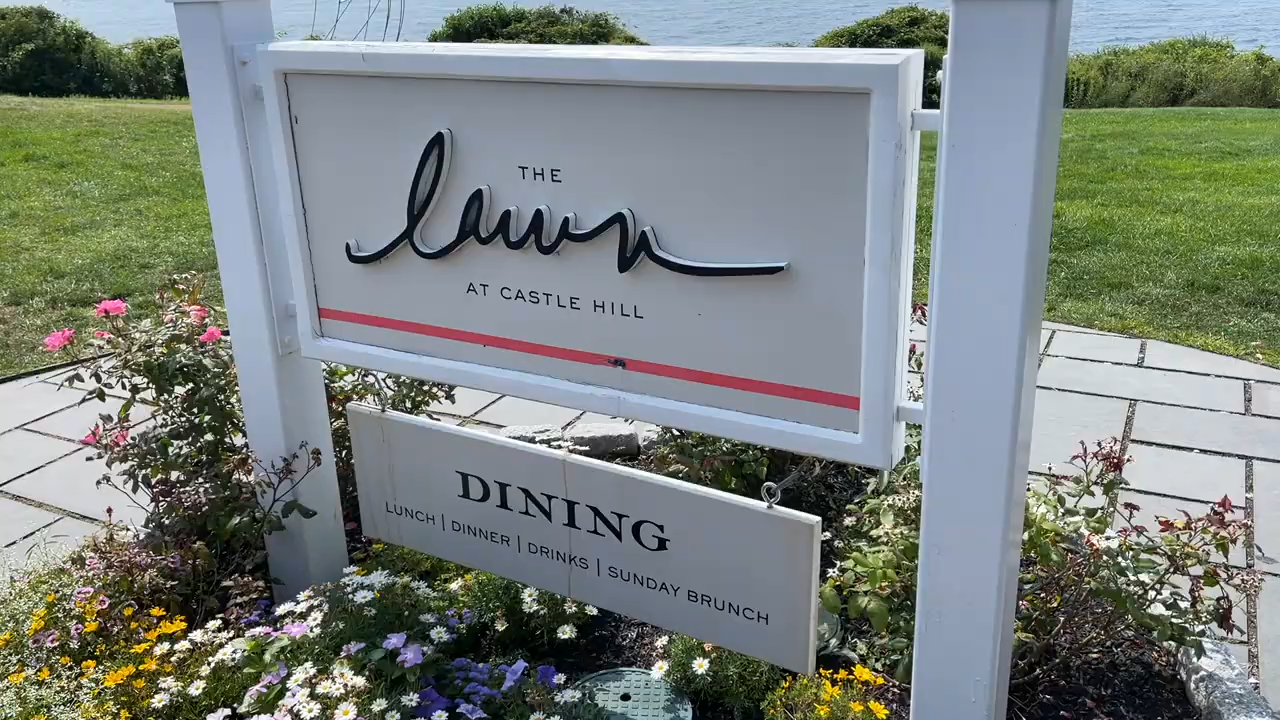 THE
lawn
AT CASTLE HILL
DINING
LUNCH | DINNER | DRINKS | SUNDAY BRUNCH